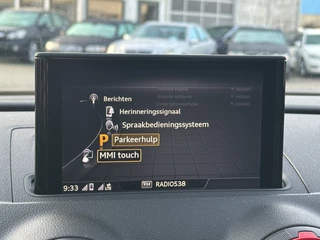 Berichten
Herinneringssignaal
Spraakbedieningssysteem
P Parkeerhulp
MMI touch
9:33
RADIO538